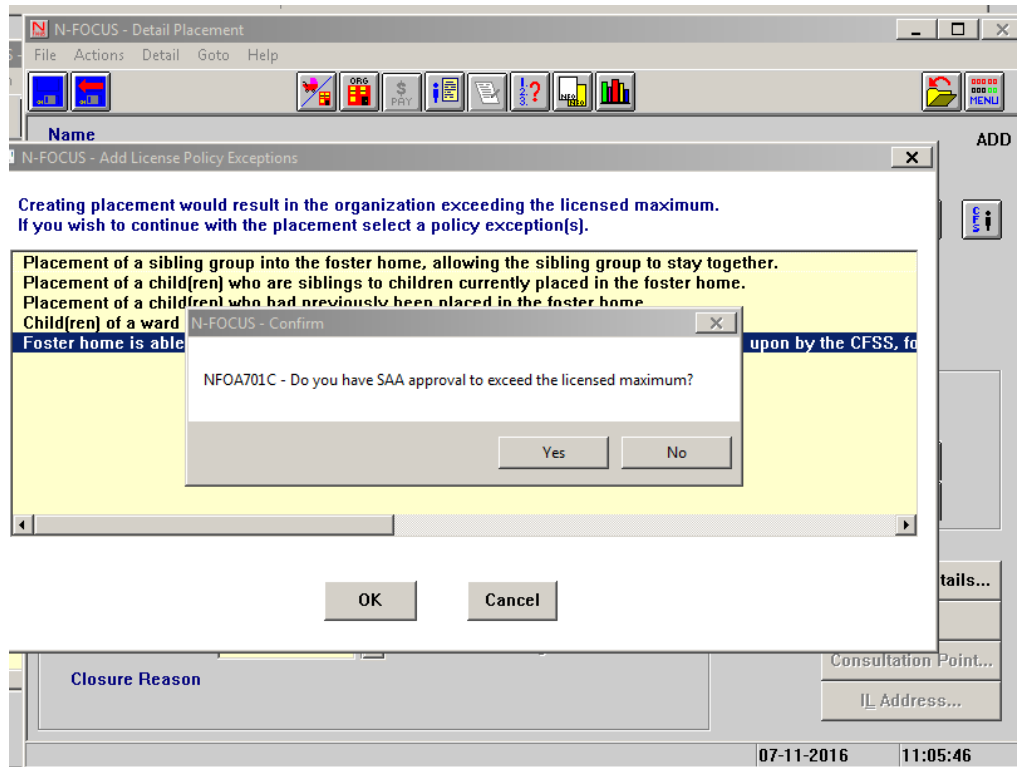 N-FOCUS - Detail Placement
File Actions Detail Goto Help
ORG
$ PAY
1. 2. 3. ?
NEO INFO
MENU
Name
ADD
N-FOCUS - Add License Policy Exceptions
Creating placement would result in the organization exceeding the licensed maximum.
If you wish to continue with the placement select a policy exception(s).
CFS
Placement of a sibling group into the foster home, allowing the sibling group to stay together.
Placement of a child(ren) who are siblings to children currently placed in the foster home.
Placement of a child(ren) who had previously been placed in the foster home
Child(ren) of a ward
Foster home is able
upon by the CFSS, fo
N-FOCUS - Confirm
NFOA701C - Do you have SAA approval to exceed the licensed maximum?
Yes No
OK Cancel
tails...
Consultation Point...
Closure Reason
IL Address...
07-11-2016 11:05:46